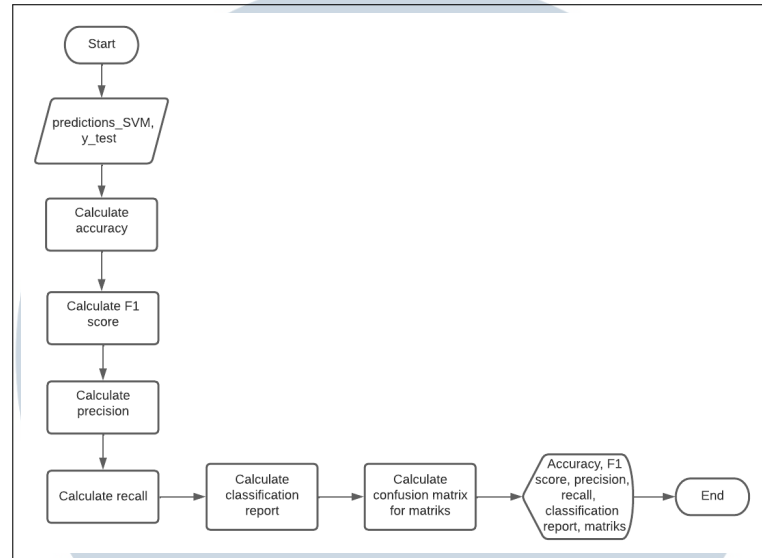 Start
predictions_SVM,
y_test
Calculate
accuracy
Calculate F1
score
Calculate
precision
Calculate recall
Calculate
classification
report
Calculate
confusion matrix
for matriks
Accuracy, F1
score, precision,
recall,
classification
report, matriks
End